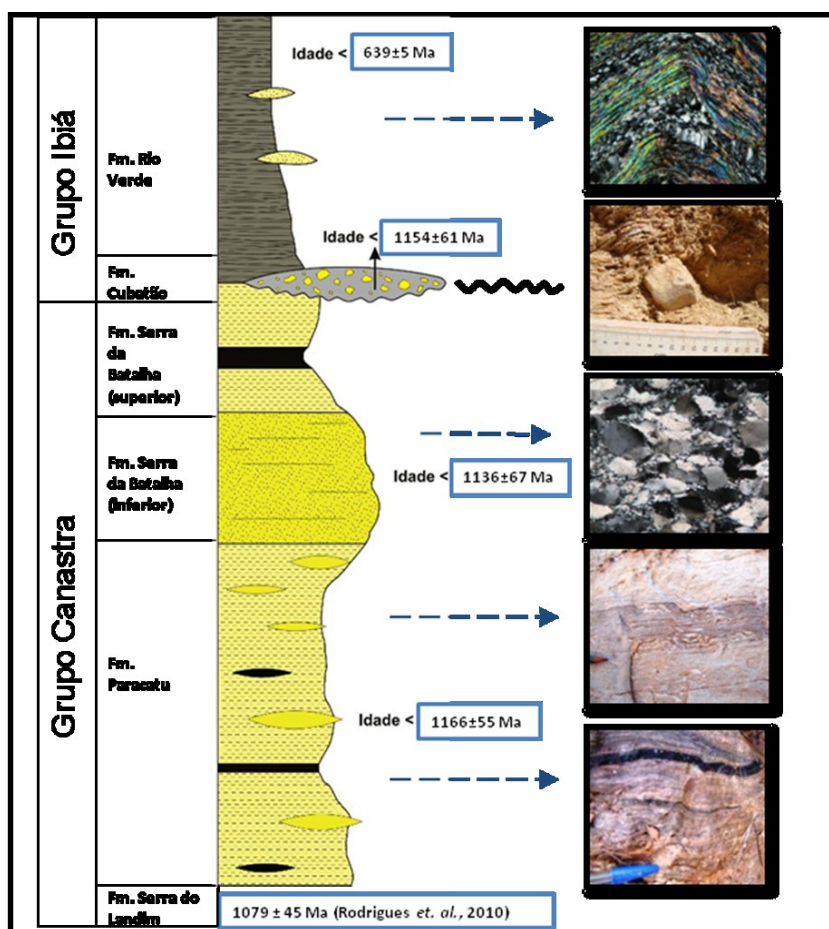 Grupo Ibiá
Fm. Rio
Verde
Idade < 639±5 Ma
Idade < 1154±61 Ma
Fm.
Cubatão
Grupo Canastra
Fm. Serra
da
Batalha
(superior)
Fm. Serra
da Batalha
(inferior)
Idade < 1136±67 Ma
Fm.
Paracatu
Idade < 1166±55 Ma
Fm. Serra do
Landim
1079 ± 45 Ma (Rodrigues et. al., 2010)